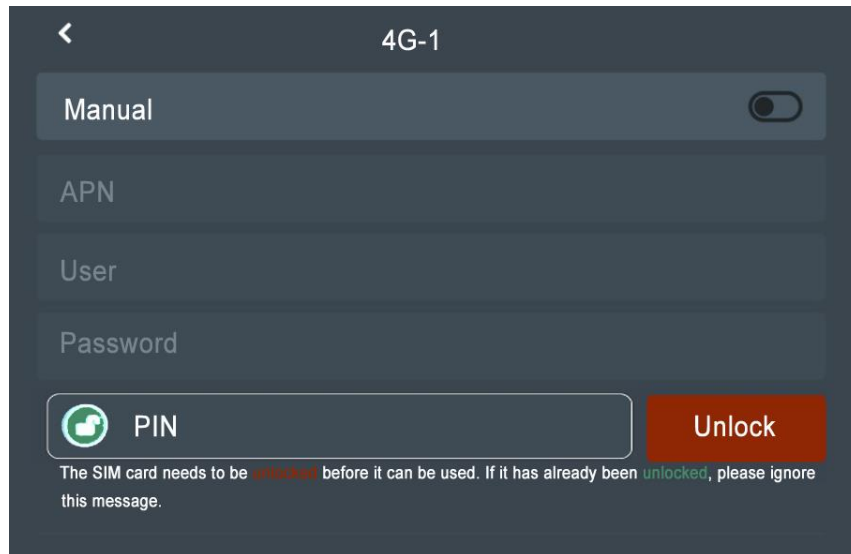 4G-1
Manual
APN
User
Password
PIN
Unlock
The SIM card needs to be unlocked before it can be used. If it has already been unlocked, please ignore
this message.